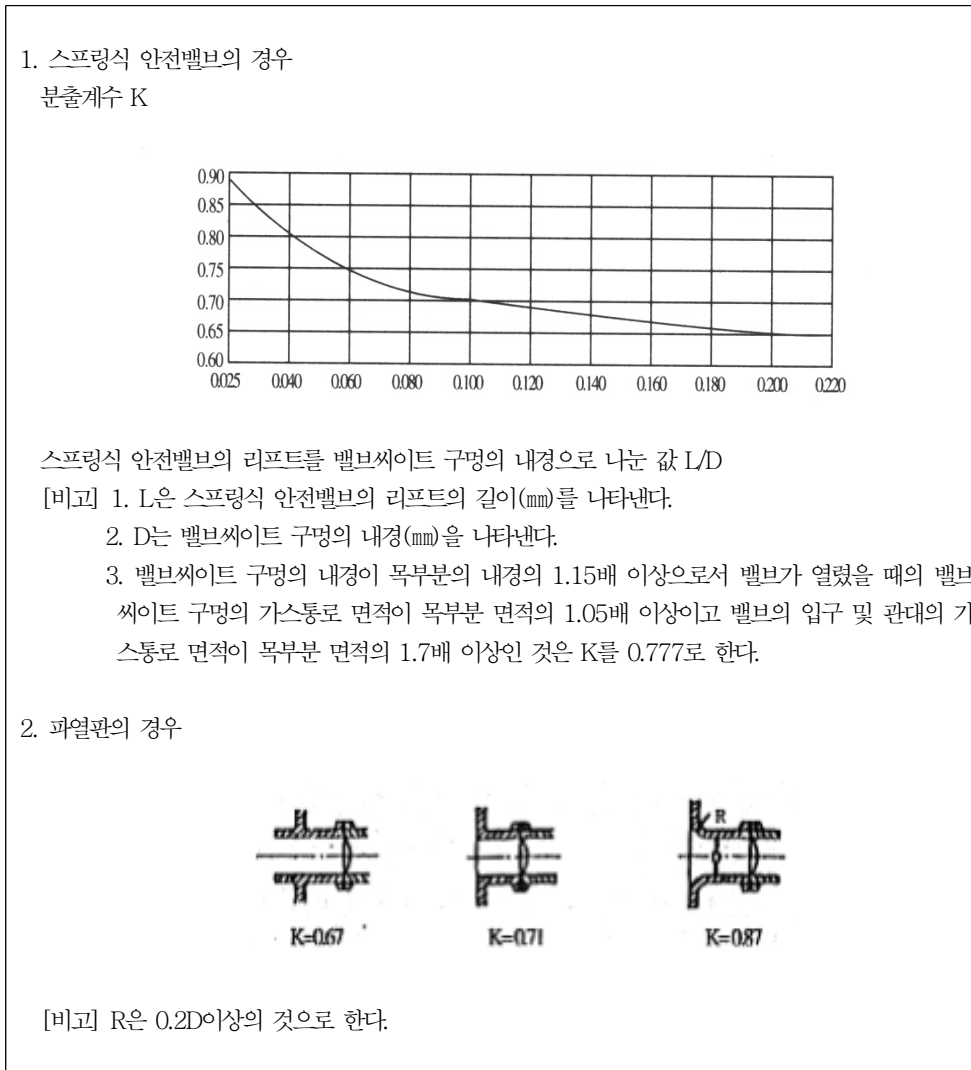 1. 스프링식 안전밸브의 경우
분출계수 K
0.90
0.85
0.80
0.75
0.70
0.65
0.60
0.025 0.040 0.060 0.080 0.100 0.120 0.140 0.160 0.180 0.200 0.220
스프링식 안전밸브의 리프트를 밸브씨이트 구멍의 내경으로 나눈 값 L/D
[비고] 1. L은 스프링식 안전밸브의 리프트의 길이(㎜)를 나타낸다.
2. D는 밸브씨이트 구멍의 내경(㎜)을 나타낸다.
3. 밸브씨이트 구멍의 내경이 목부분의 내경의 1.15배 이상으로서 밸브가 열렸을 때의 밸브
씨이트 구멍의 가스통로 면적이 목부분 면적의 1.05배 이상이고 밸브의 입구 및 관대의 가
스통로 면적이 목부분 면적의 1.7배 이상인 것은 K를 0.777로 한다.
2. 파열판의 경우
R
K=0.67 K=0.71 K=0.87
[비고] R은 0.2D이상의 것으로 한다.